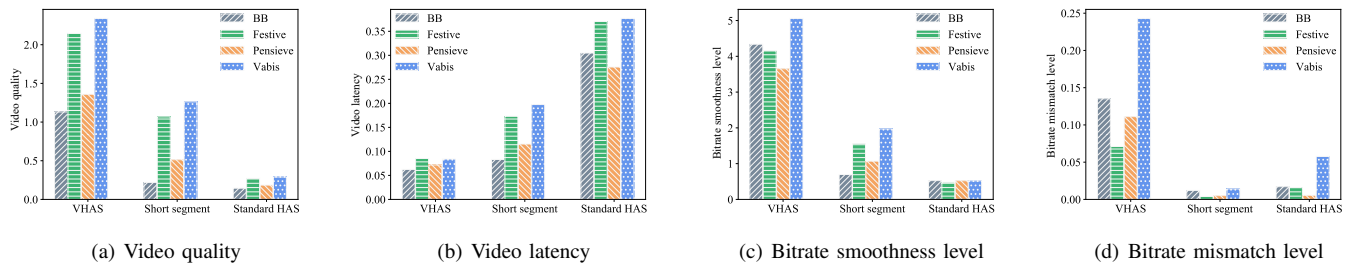 BB
Festive
Pensieve
Vabis
Video quality
2.0
1.5
1.0
0.5
0.0
VHAS Short segment Standard HAS
(a) Video quality
BB
Festive
Pensieve
Vabis
Video latency
0.35
0.30
0.25
0.20
0.15
0.10
0.05
0.00
VHAS Short segment Standard HAS
(b) Video latency
BB
Festive
Pensieve
Vabis
Bitrate smoothness level
5
4
3
2
1
0
VHAS Short segment Standard HAS
(c) Bitrate smoothness level
BB
Festive
Pensieve
Vabis
Bitrate mismatch level
0.25
0.20
0.15
0.10
0.05
0.00
VHAS Short segment Standard HAS
(d) Bitrate mismatch level